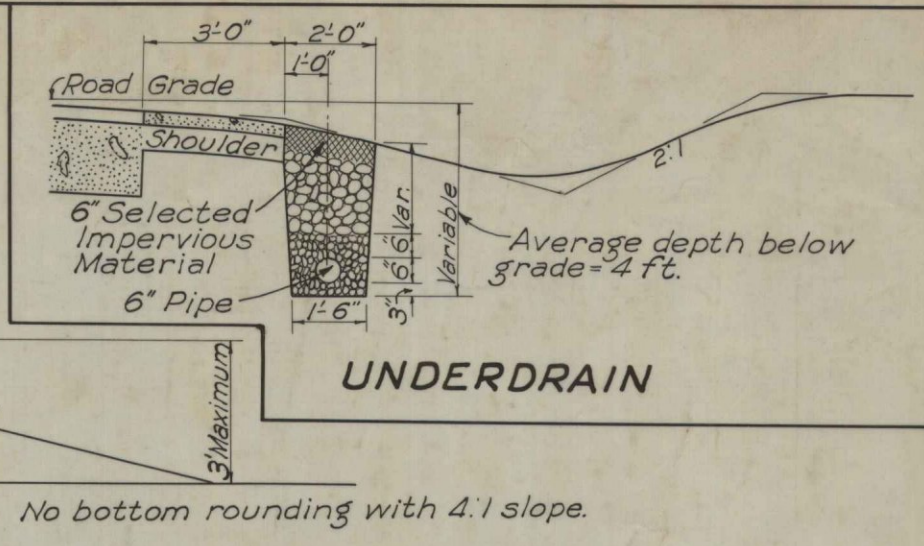 3'-0" 2'-0"
1'-0"
Road Grade
Shoulder
2:1
6" Selected
Impervious
Material
6" Pipe
Var.
6"
6"
3"
Variable
Average depth below
grade = 4 ft.
1'-6"
UNDERDRAIN
3' Maximum
No bottom rounding with 4:1 slope.